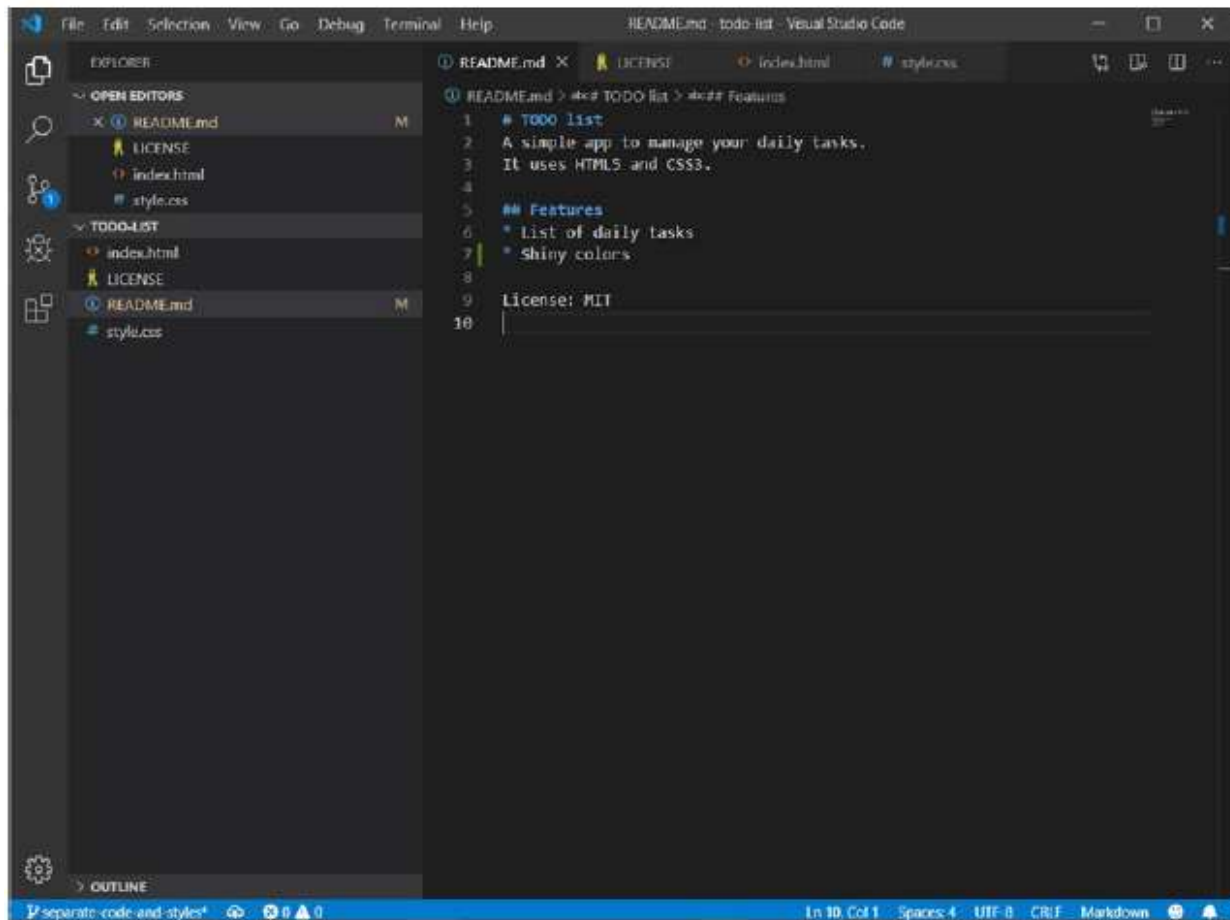 File Edit Selection View Go Debug Terminal Help README.md - todo-list - Visual Studio Code
EXPLORER
OPEN EDITORS
README.md M
LICENSE
index.html
style.css
TODO-LIST
index.html
LICENSE
README.md M
style.css
OUTLINE
README.md LICENSE index.html style.css
README.md > abc # TODO list > abc ## Features
1 # TODO list
2 A simple app to manage your daily tasks.
3 It uses HTML5 and CSS3.
4
5 ## Features
6 * List of daily tasks
7 * Shiny colors
8
9 License: MIT
10
1
separate-code-and-styles* 0 0 Ln 10, Col 1 Spaces: 4 UTF-8 CRLF Markdown